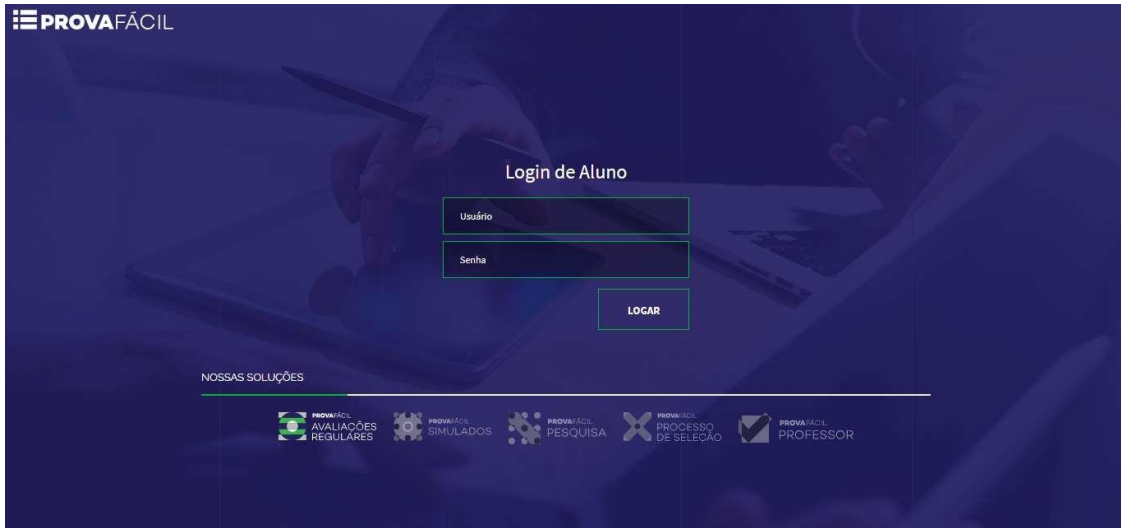 PROVAFÁCIL
Login de Aluno
Usuário
Senha
LOGAR
NOSSAS SOLUÇÕES
PROVAFÁCIL
AVALIAÇÕES
REGULARES
PROVAFÁCIL
SIMULADOS
PROVAFÁCIL
PESQUISA
PROVAFÁCIL
PROCESSO
DE SELEÇÃO
PROVAFÁCIL
PROFESSOR